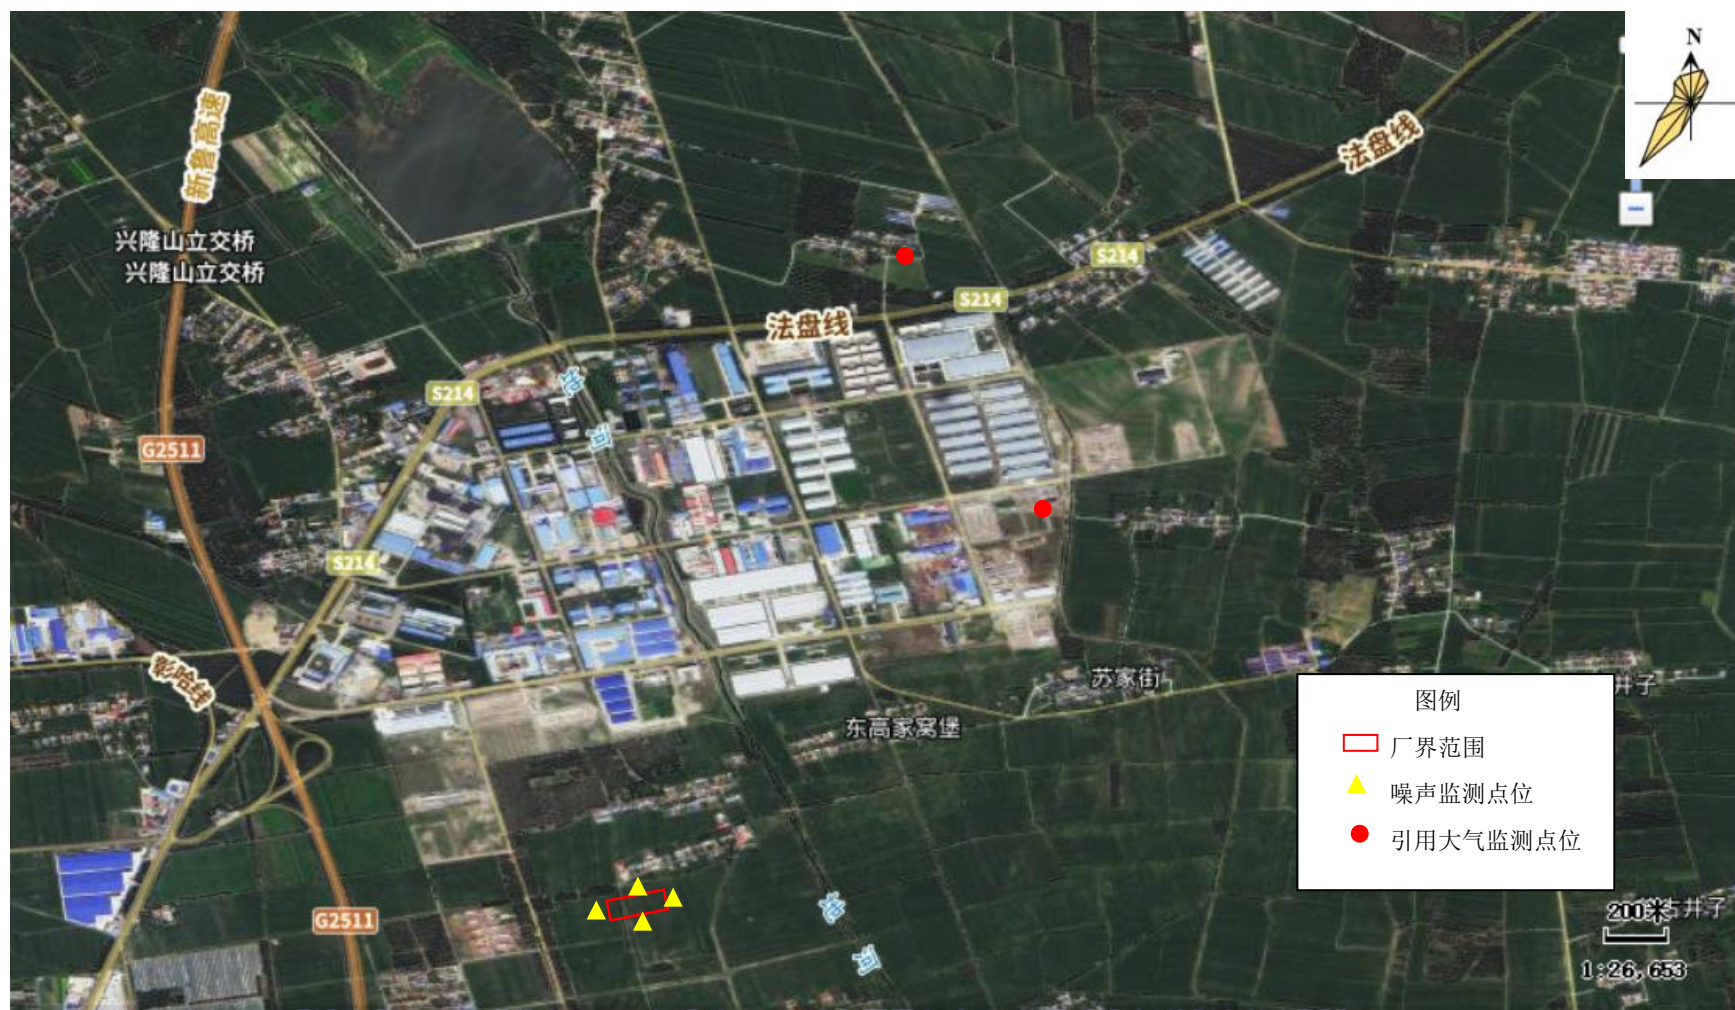 N
新鲁高速
法盘线
兴隆山立交桥
兴隆山立交桥
S214
S214
法盘线
S214
G2511
河
S214
苏家街
井子
东高家窝堡
图例
厂界范围
噪声监测点位
引用大气监测点位
G2511
200米
古井子
河
1:26,653